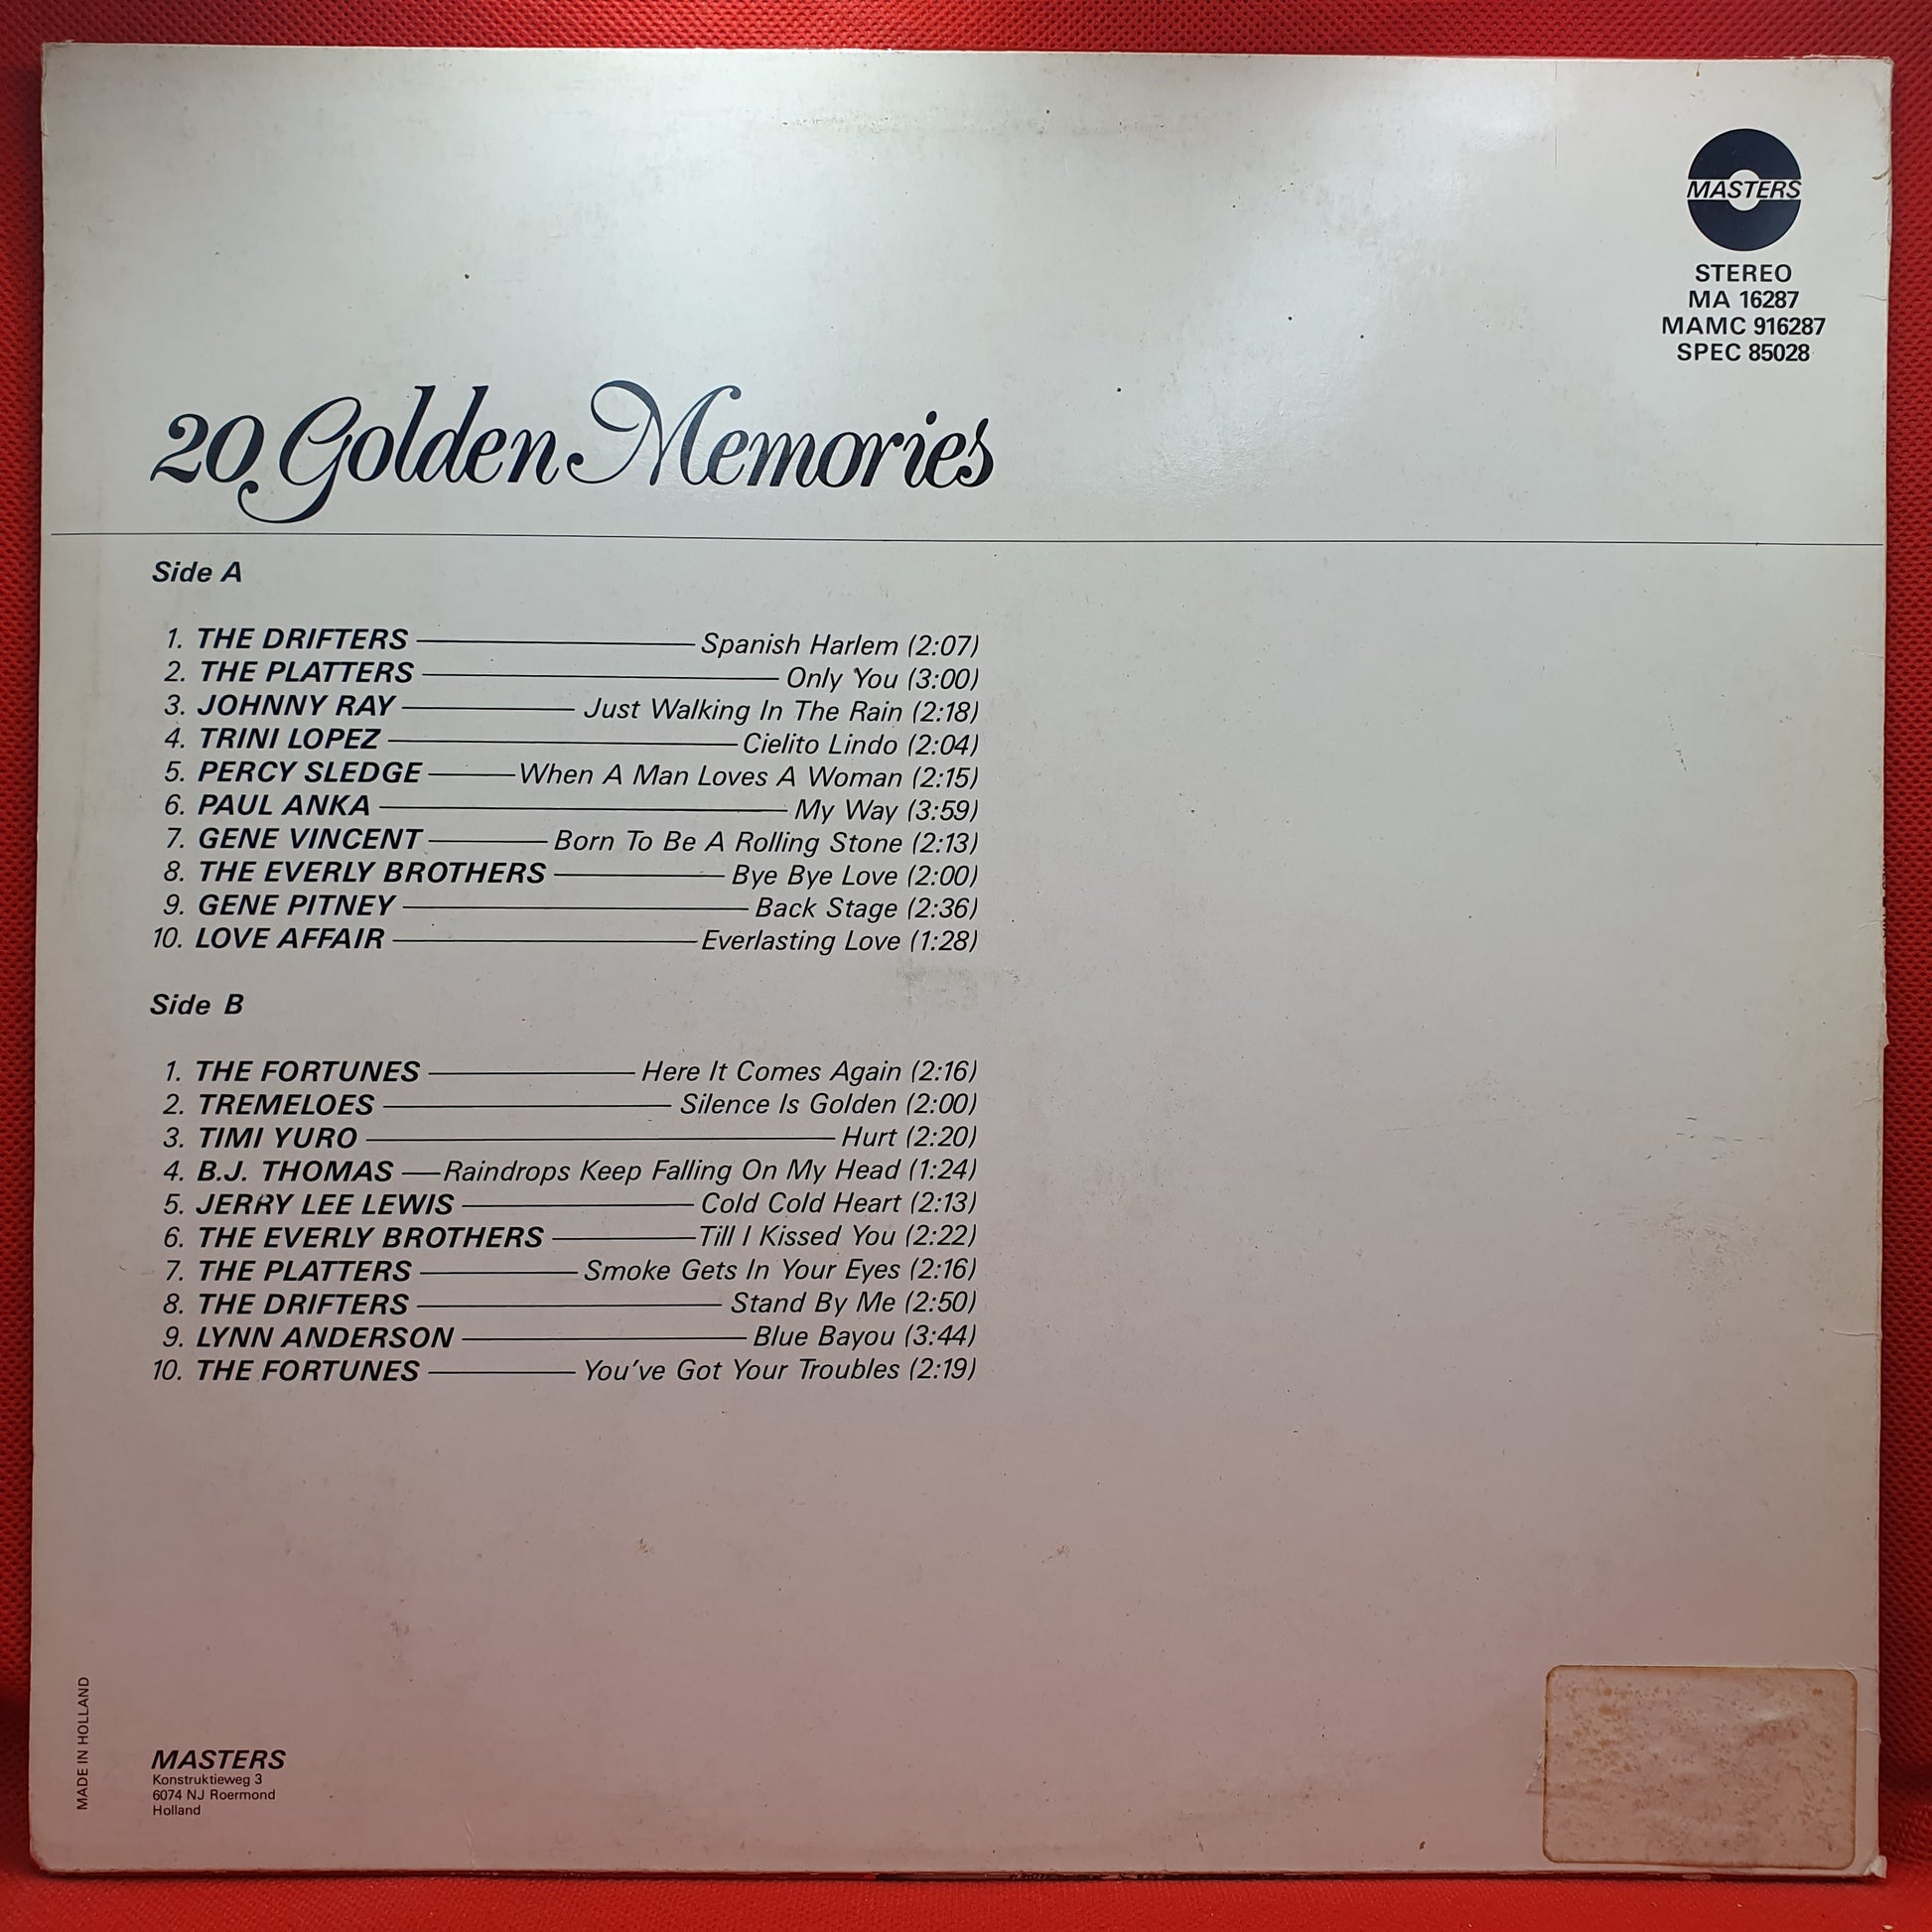 MASTERS
STEREO
MA 16287
MAMC 916287
SPEC 85028
20 Golden Memories
Side A
1. THE DRIFTERS Spanish Harlem (2:07)
2. THE PLATTERS Only You (3:00)
3. JOHNNY RAY Just Walking In The Rain (2:18)
4. TRINI LOPEZ Cielito Lindo (2:04)
5. PERCY SLEDGE When A Man Loves A Woman (2:15)
6. PAUL ANKA My Way (3:59)
7. GENE VINCENT Born To Be A Rolling Stone (2:13)
8. THE EVERLY BROTHERS Bye Bye Love (2:00)
9. GENE PITNEY Back Stage (2:36)
10. LOVE AFFAIR Everlasting Love (1:28)
Side B
1. THE FORTUNES Here It Comes Again (2:16)
2. TREMELOES Silence Is Golden (2:00)
3. TIMI YURO Hurt (2:20)
4. B.J. THOMAS Raindrops Keep Falling On My Head (1:24)
5. JERRY LEE LEWIS Cold Cold Heart (2:13)
6. THE EVERLY BROTHERS Till I Kissed You (2:22)
7. THE PLATTERS Smoke Gets In Your Eyes (2:16)
8. THE DRIFTERS Stand By Me (2:50)
9. LYNN ANDERSON Blue Bayou (3:44)
10. THE FORTUNES You've Got Your Troubles (2:19)
MADE IN HOLLAND
MASTERS
Konstruktieweg 3
6074 NJ Roermond
Holland